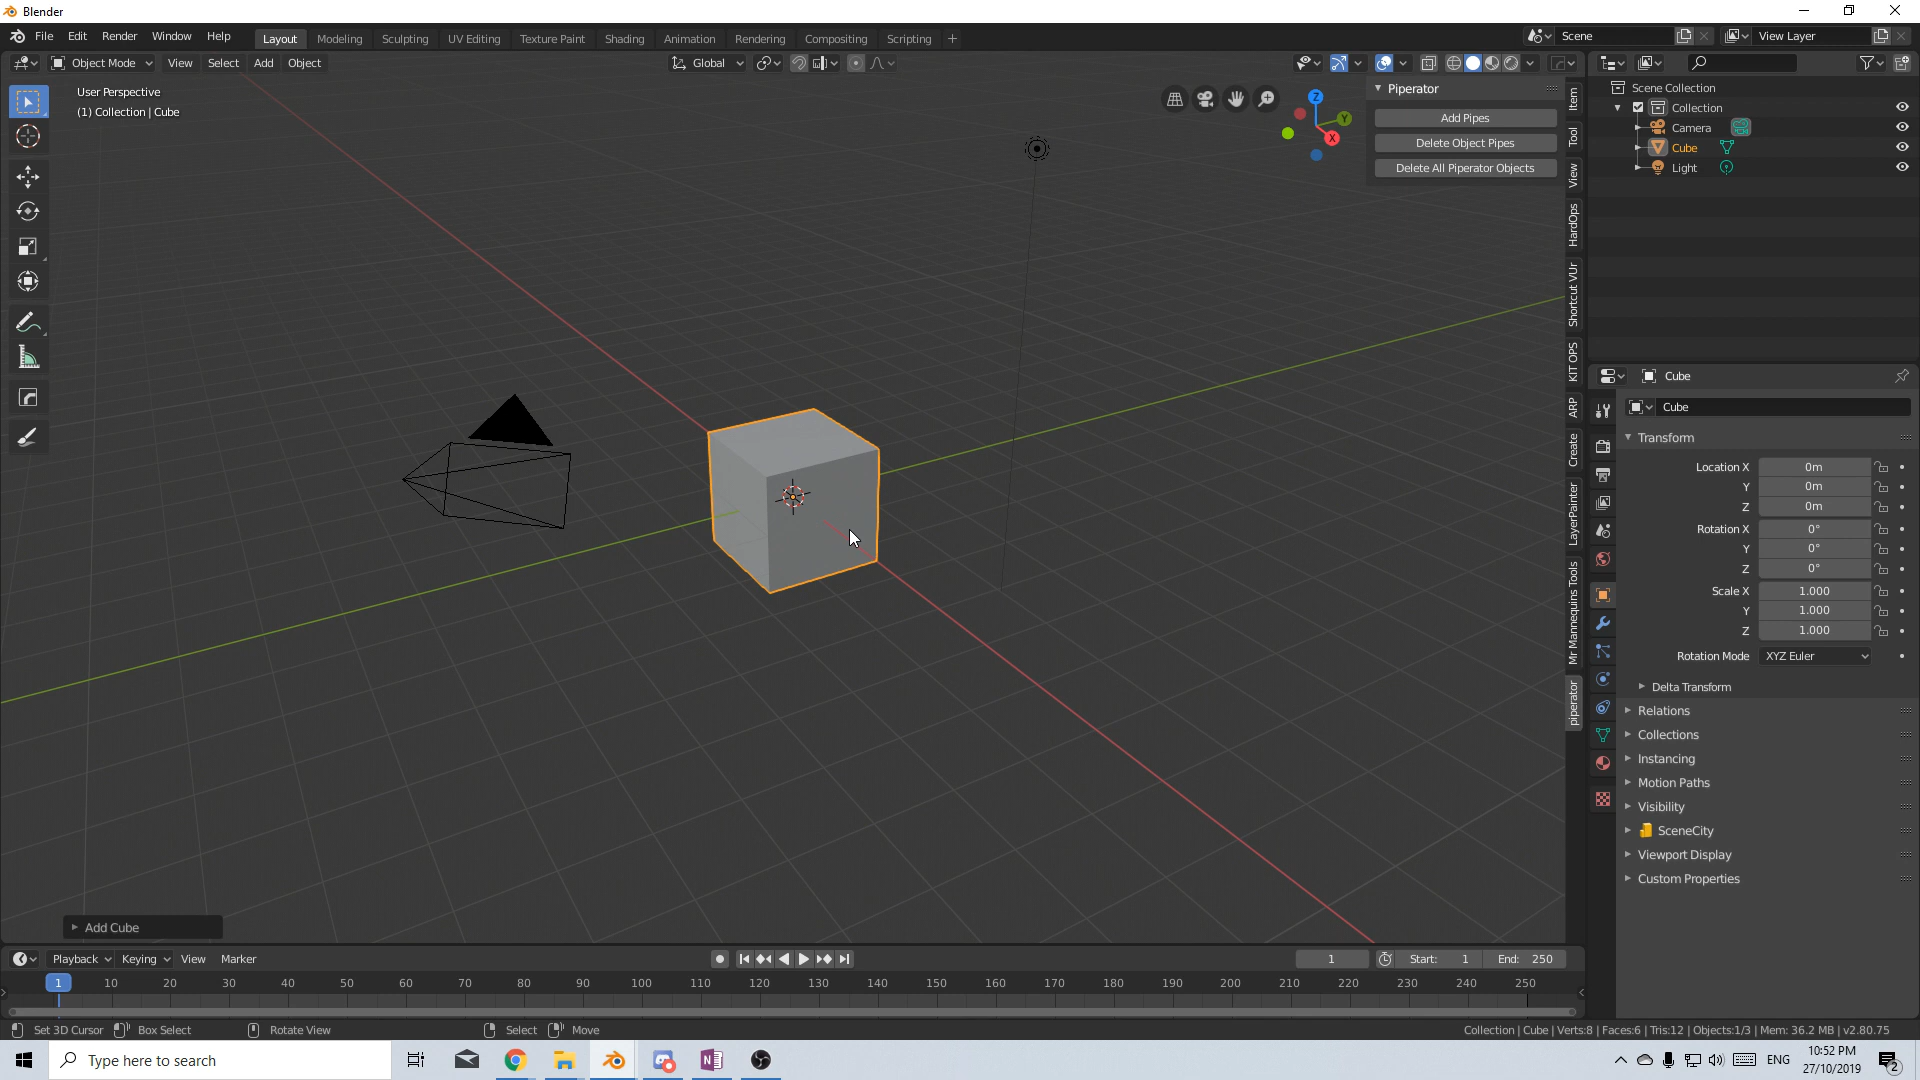 Blender
File Edit Render Window Help Layout Modeling Sculpting UV Editing Texture Paint Shading Animation Rendering Compositing Scripting + Scene View Layer
Object Mode View Select Add Object Global
User Perspective
(1) Collection | Cube
Z
Y
X
Piperator
Add Pipes
Delete Object Pipes
Delete All Piperator Objects
Item
Tool
View
HardOps
Shortcut VUr
KIT OPS
ARP
Create
LayerPainter
Mr Mannequins Tools
piperator
Scene Collection
Collection
Camera
Cube
Light
Cube
Cube
Transform
Location X 0m
Y 0m
Z 0m
Rotation X 0°
Y 0°
Z 0°
Scale X 1.000
Y 1.000
Z 1.000
Rotation Mode XYZ Euler
Delta Transform
Relations
Collections
Instancing
Motion Paths
Visibility
SceneCity
Viewport Display
Custom Properties
Add Cube
Playback Keying View Marker 1 Start: 1 End: 250
1 10 20 30 40 50 60 70 80 90 100 110 120 130 140 150 160 170 180 190 200 210 220 230 240 250
Set 3D Cursor Box Select Rotate View Select Move Collection | Cube | Verts:8 | Faces:6 | Tris:12 | Objects:1/3 | Mem: 36.2 MB | v2.80.75
Type here to search ENG 10:52 PM
27/10/2019 2